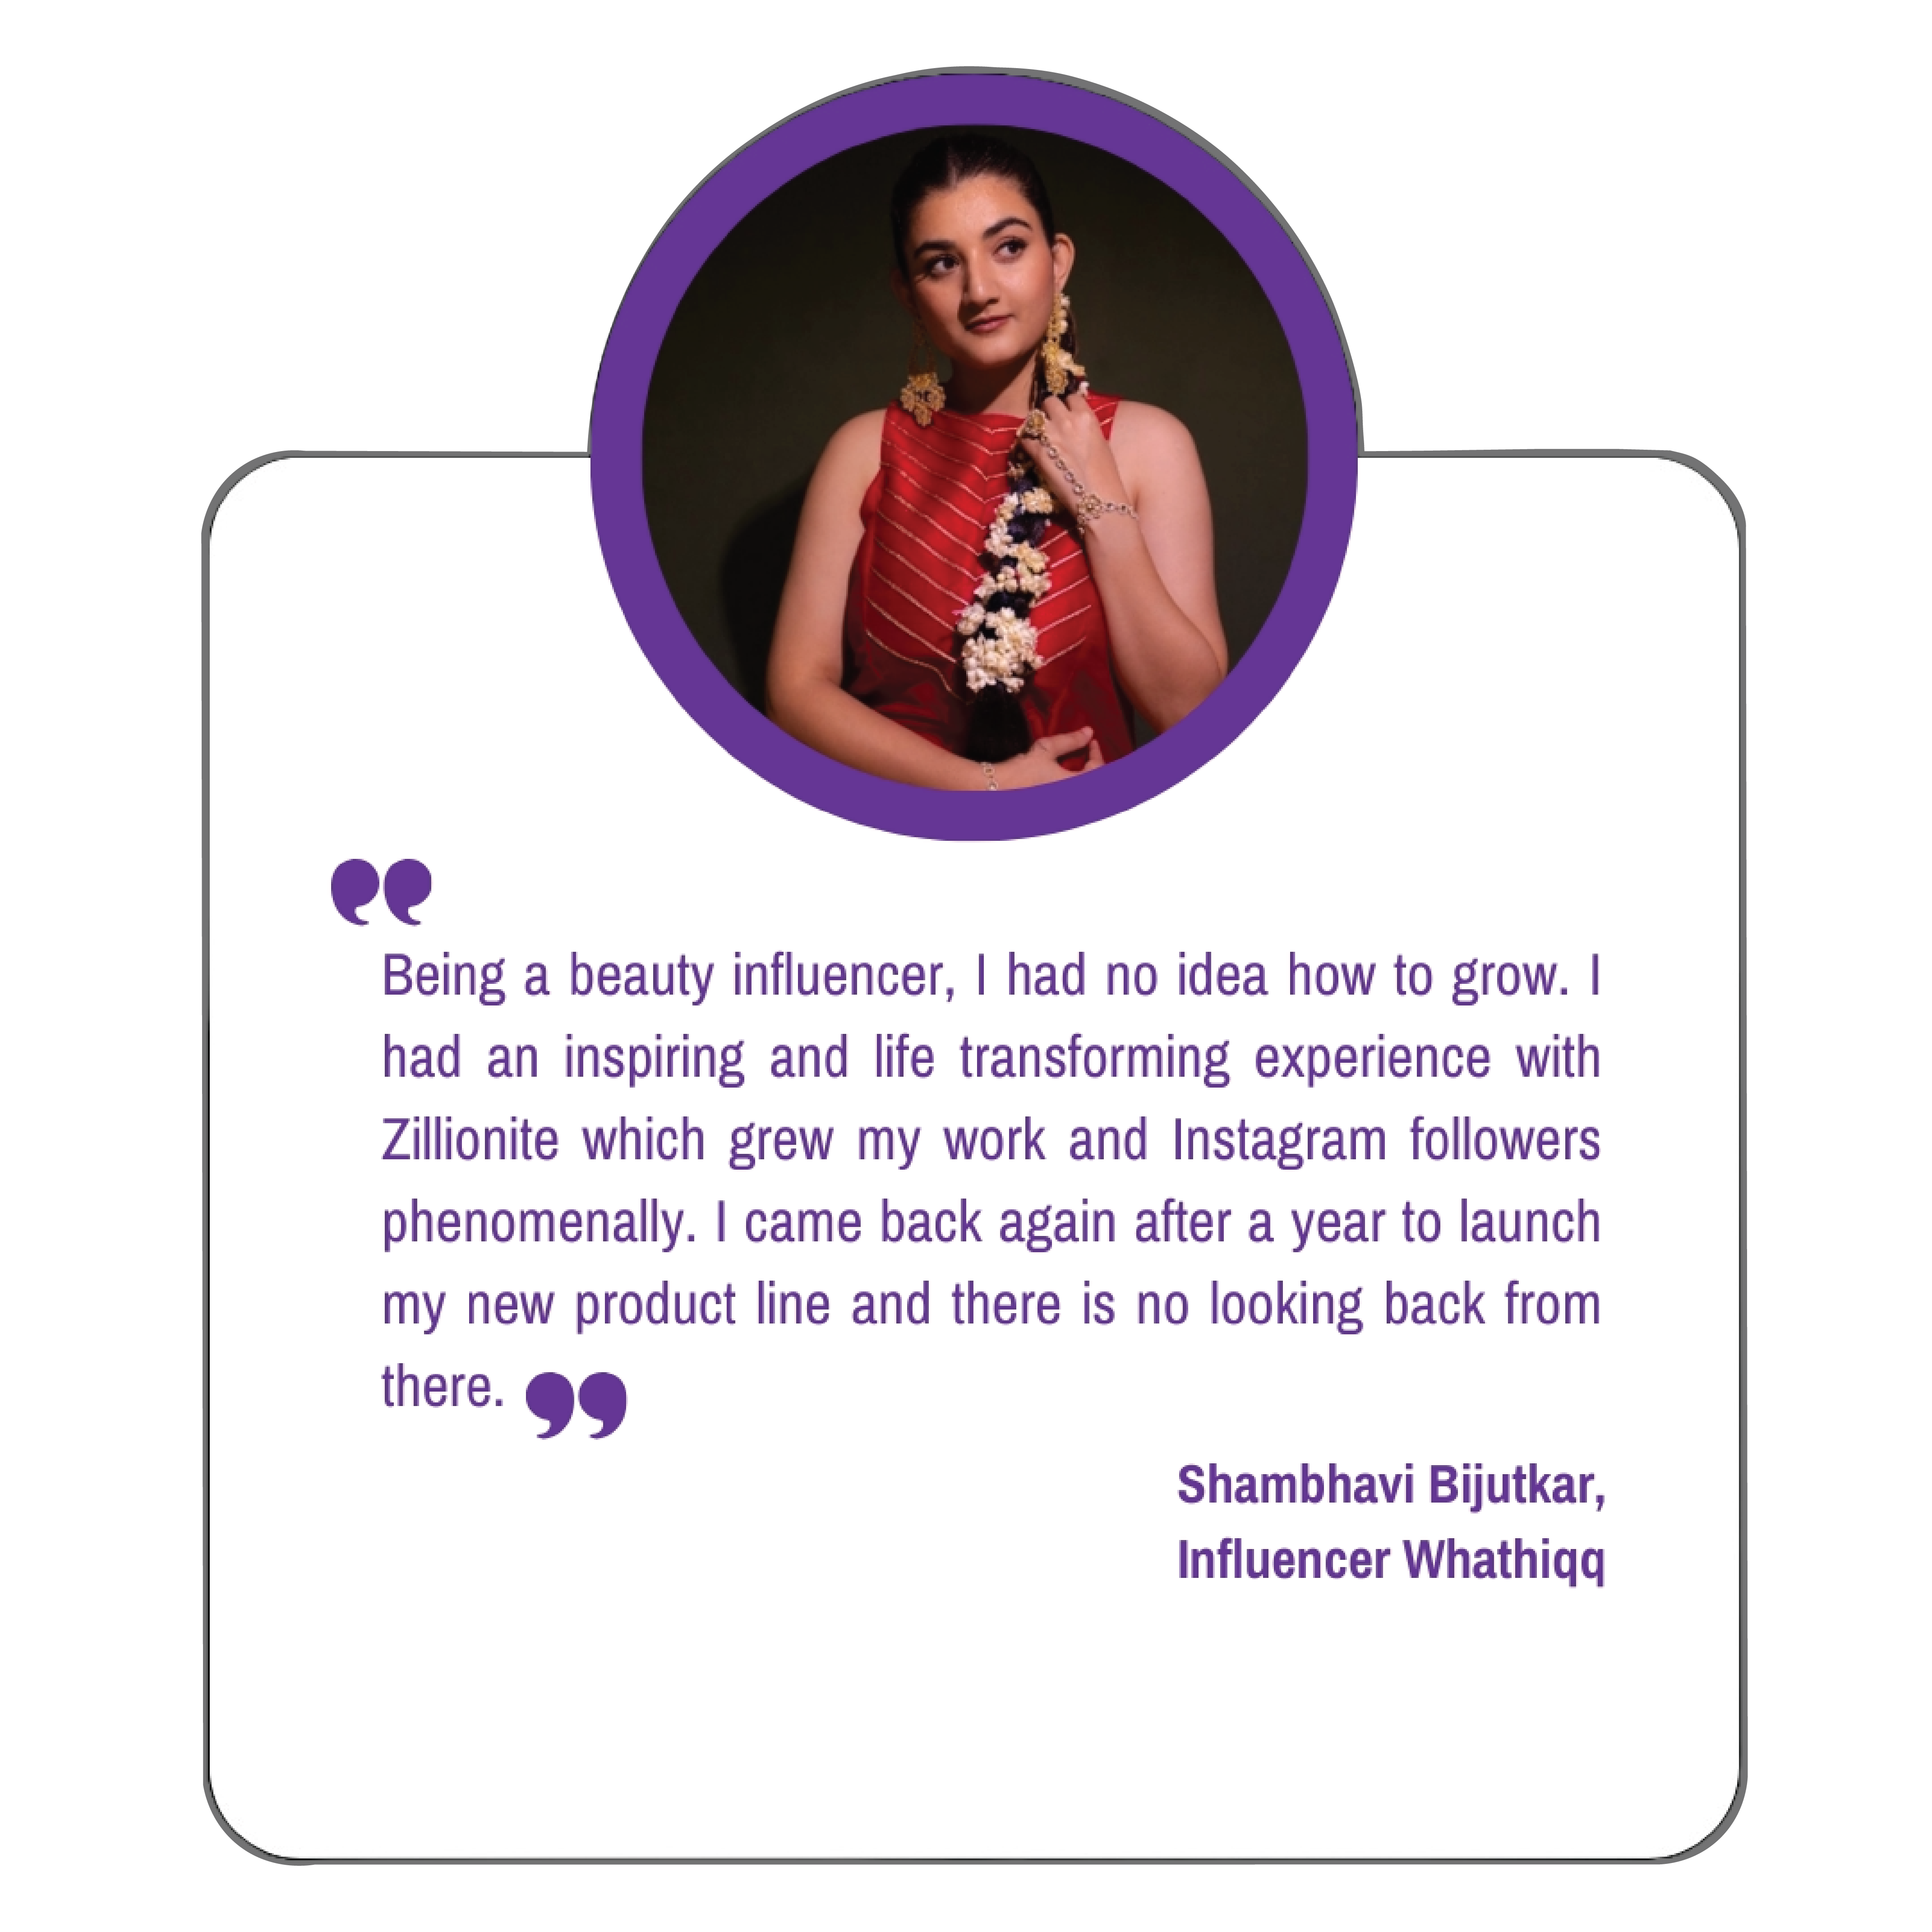 Being a beauty influencer, I had no idea how to grow. I
had an inspiring and life transforming experience with
Zillionite which grew my work and Instagram followers
phenomenally. I came back again after a year to launch
my new product line and there is no looking back from
there.
Shambhavi Bijutkar,
Influencer Whathiqq